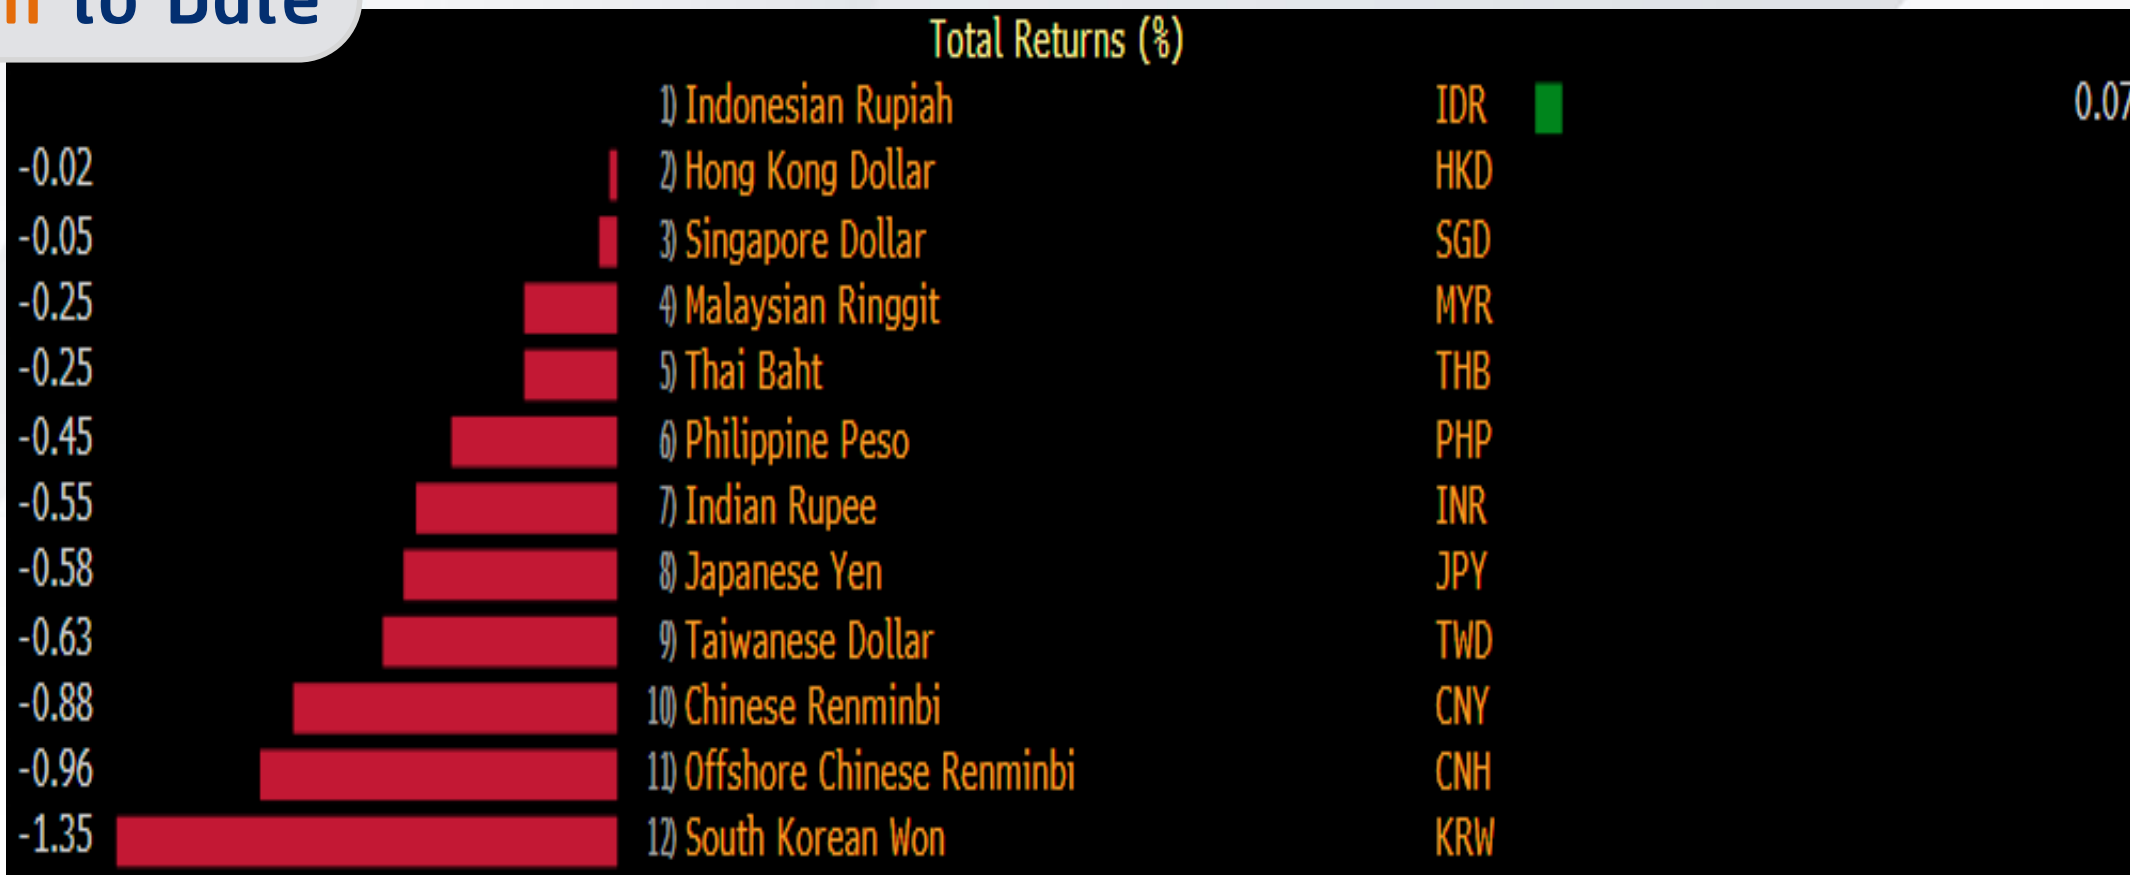 to Date
Total Returns (%)
1) Indonesian Rupiah IDR 0.07
-0.02 2) Hong Kong Dollar HKD
-0.05 3) Singapore Dollar SGD
-0.25 4) Malaysian Ringgit MYR
-0.25 5) Thai Baht THB
-0.45 6) Philippine Peso PHP
-0.55 7) Indian Rupee INR
-0.58 8) Japanese Yen JPY
-0.63 9) Taiwanese Dollar TWD
-0.88 10) Chinese Renminbi CNY
-0.96 11) Offshore Chinese Renminbi CNH
-1.35 12) South Korean Won KRW